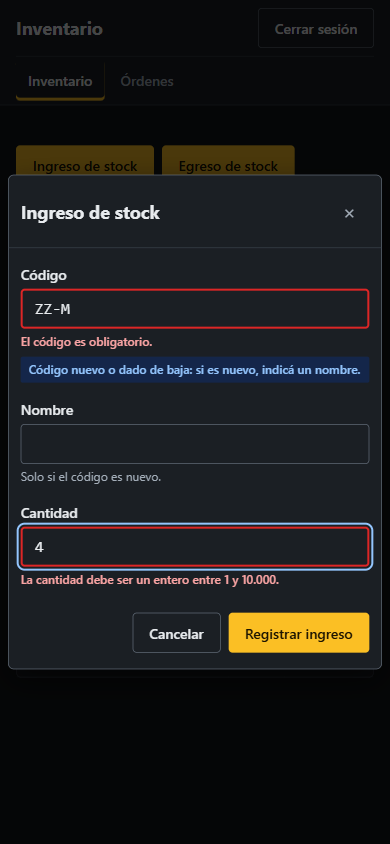 Inventario
Cerrar sesión
Inventario
Órdenes
Ingreso de stock
Egreso de stock
Ingreso de stock
×
Código
ZZ-M
El código es obligatorio.
Código nuevo o dado de baja: si es nuevo, indicá un nombre.
Nombre
Solo si el código es nuevo.
Cantidad
4
La cantidad debe ser un entero entre 1 y 10.000.
Cancelar
Registrar ingreso